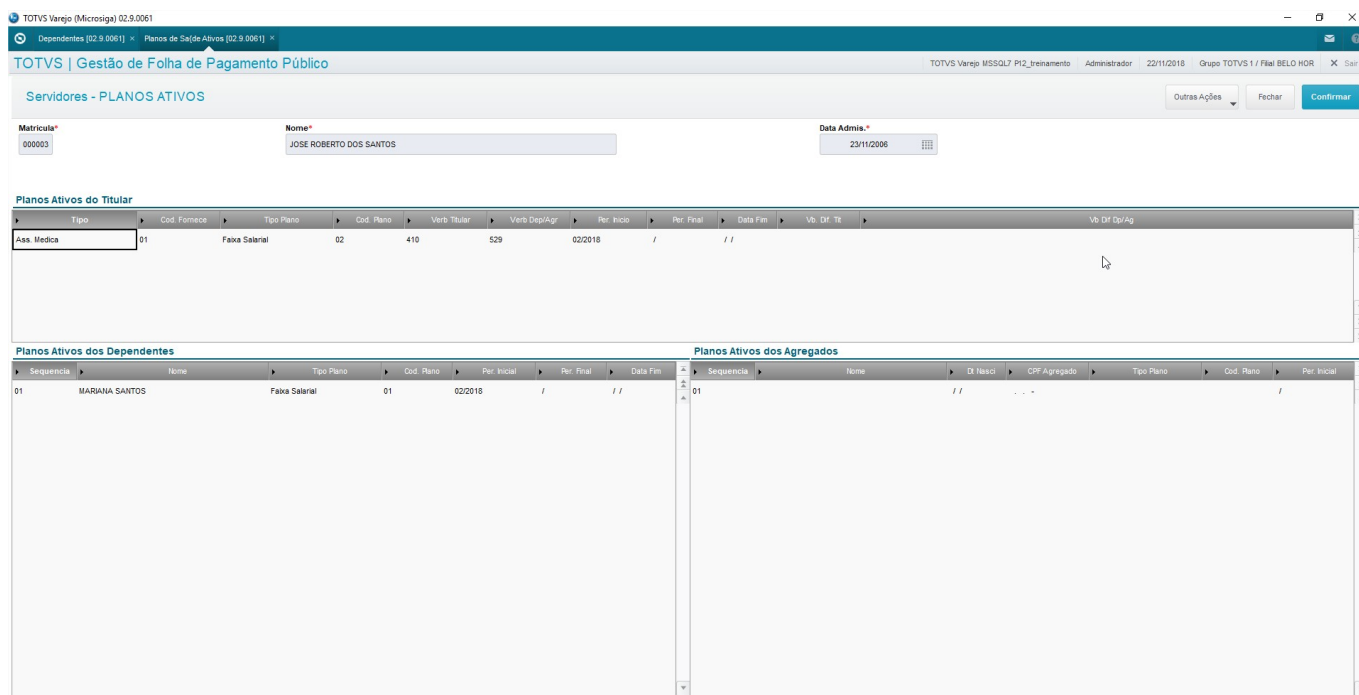 TOTVS Varejo (Microsiga) 02.9.0061
Dependentes [02.9.0061] × Planos de Sa(de Ativos [02.9.0061] ×
TOTVS | Gestão de Folha de Pagamento Público
TOTVS Varejo MSSQL7 P12_treinamento Administrador 22/11/2018 Grupo TOTVS 1 / Filial BELO HOR X Sair
Servidores - PLANOS ATIVOS
Outras Ações Fechar Confirmar
Matricula* Nome* Data Admis.*
000003 JOSE ROBERTO DOS SANTOS 23/11/2006
Planos Ativos do Titular
Tipo Cod. Fornece Tipo Plano Cod. Plano Verb Titular Verb Dep/Agr Per. Inicio Per. Final Data Fim Vb. Dif. Tit Vb Dif Dp/Ag
Ass. Medica 01 Faixa Salarial 02 410 529 02/2018 / / /
Planos Ativos dos Dependentes
Sequencia Nome Tipo Plano Cod. Plano Per. Inicial Per. Final Data Fim
01 MARIANA SANTOS Faixa Salarial 01 02/2018 / / /
Planos Ativos dos Agregados
Sequencia Nome Dt Nasci CPF Agregado Tipo Plano Cod. Plano Per. Inicial
01 / / . . - /